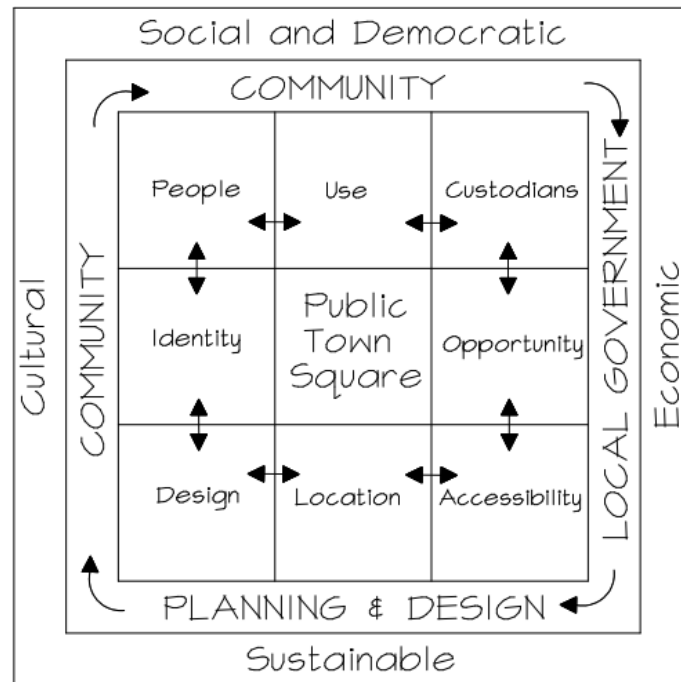 Social and Democratic
COMMUNITY
People
Use
Custodians
Cultural
COMMUNITY
Identity
Public
Town
Square
Opportunity
LOCAL GOVERNMENT
Economic
Design
Location
Accessibility
PLANNING & DESIGN
Sustainable